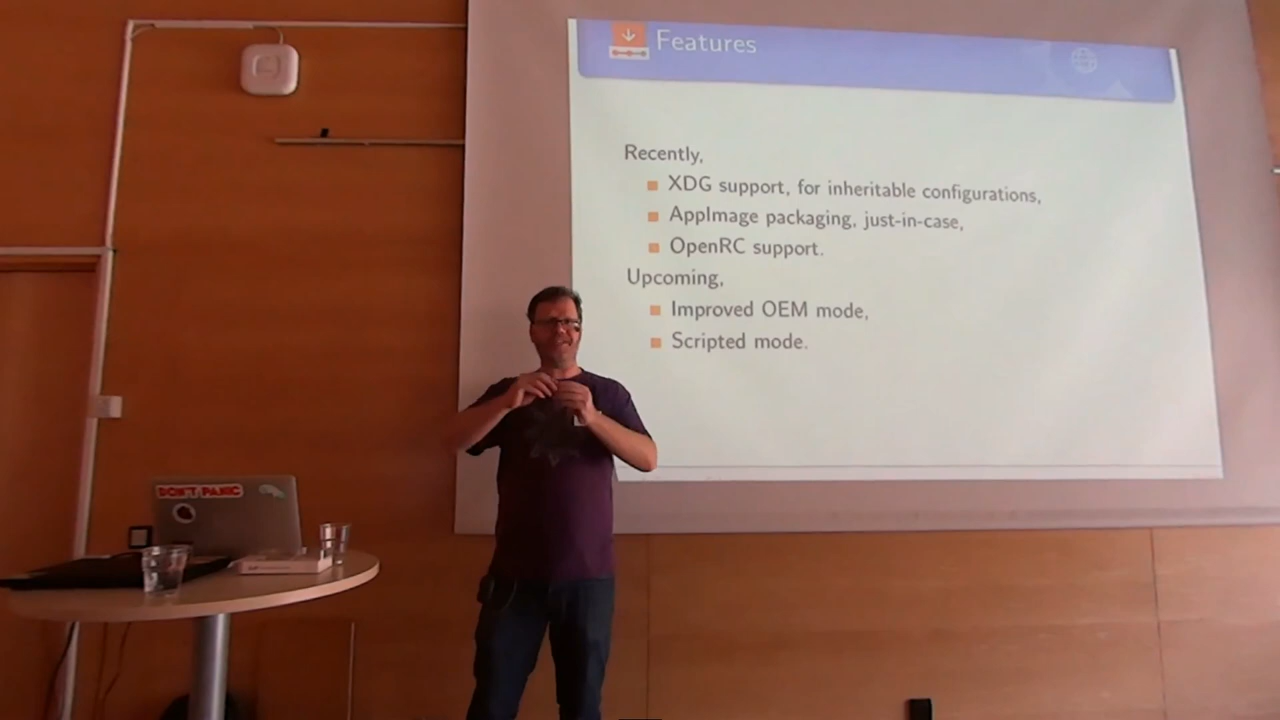 Features
Recently,
XDG support, for inheritable configurations,
AppImage packaging, just-in-case,
OpenRC support.
Upcoming,
Improved OEM mode,
Scripted mode.
DON'T PANIC